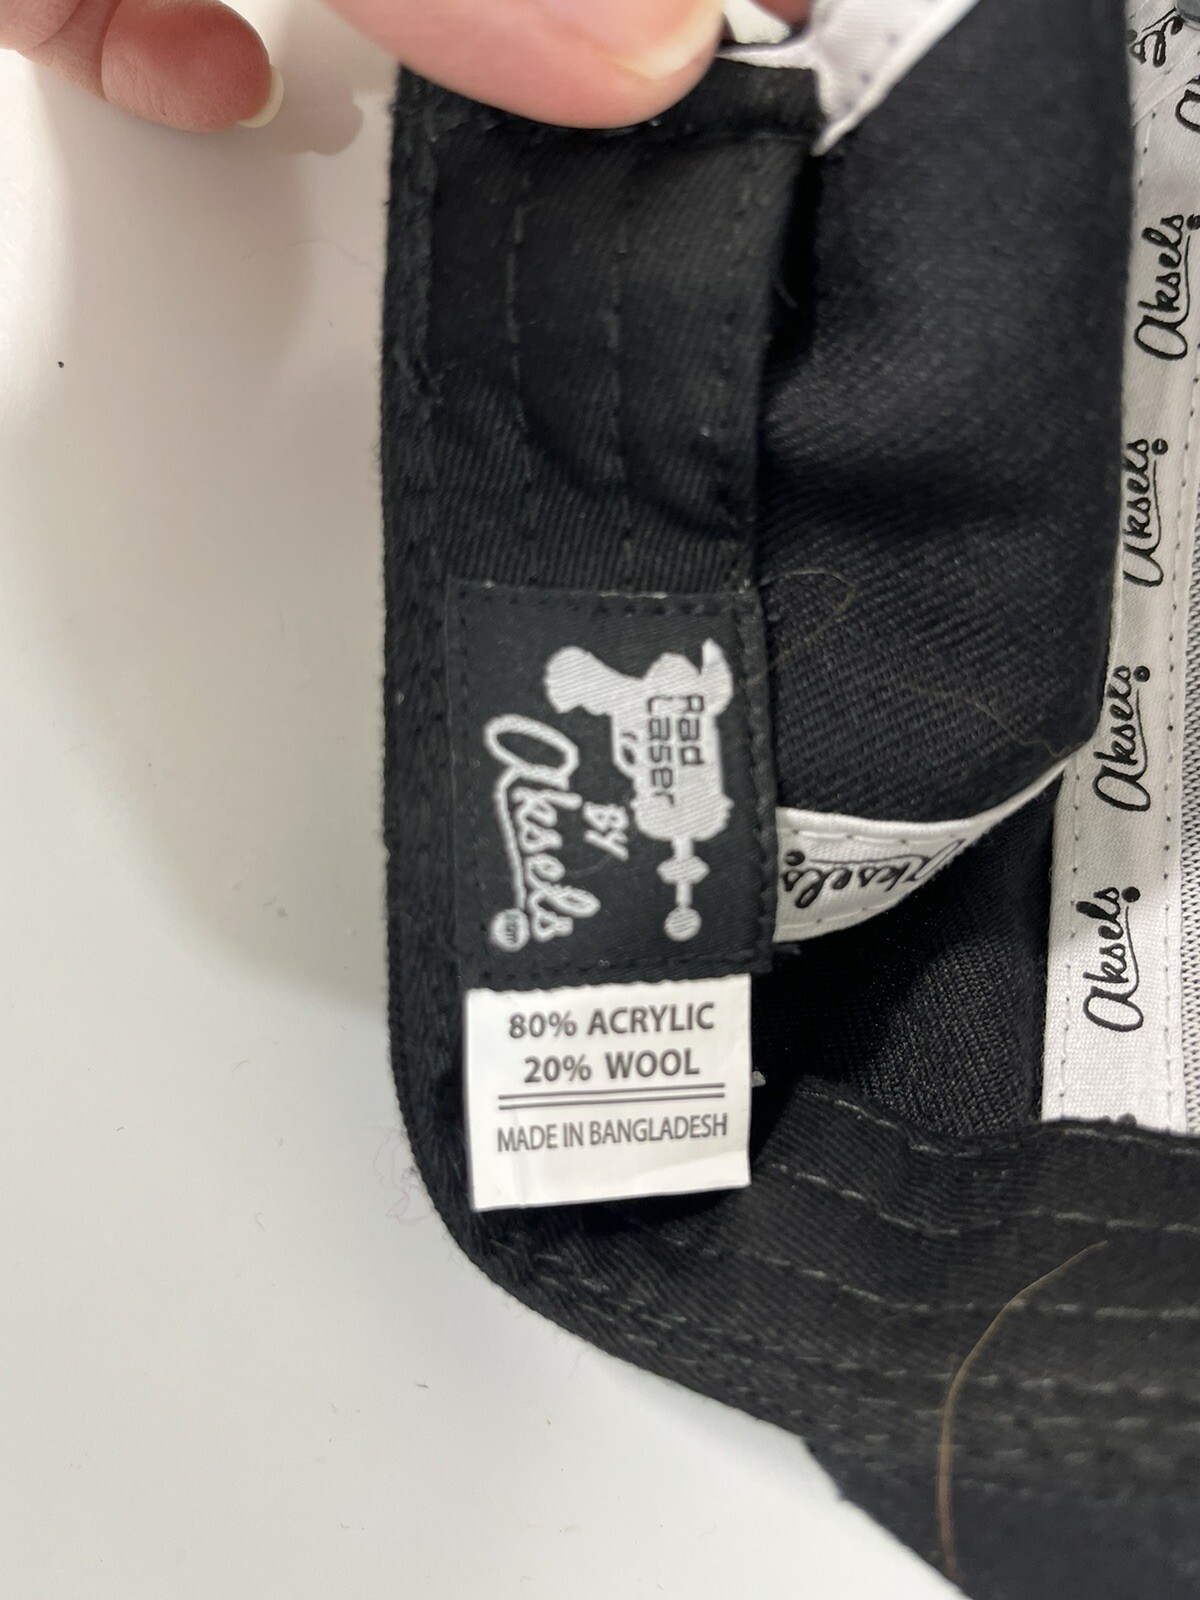 Rad
Laser
BY
aksels
80% ACRYLIC
20% WOOL
MADE IN BANGLADESH
aksels
aksels
aksels
aksels
aksels